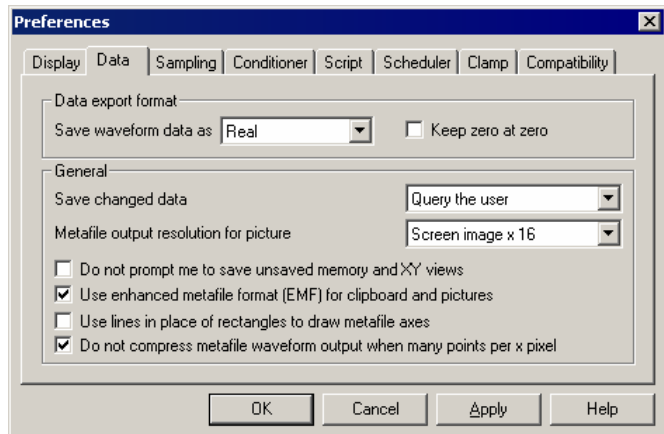 Preferences
Display Data Sampling Conditioner Script Scheduler Clamp Compatibility
Data export format
Save waveform data as Real Keep zero at zero
General
Save changed data Query the user
Metafile output resolution for picture Screen image x 16
Do not prompt me to save unsaved memory and XY views
Use enhanced metafile format (EMF) for clipboard and pictures
Use lines in place of rectangles to draw metafile axes
Do not compress metafile waveform output when many points per x pixel
OK Cancel Apply Help